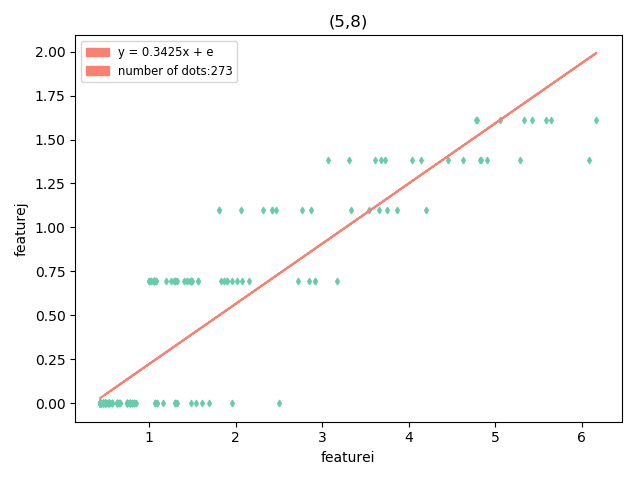 (5,8)
y = 0.3425x + e
number of dots:273
2.00
1.75
1.50
1.25
1.00
0.75
0.50
0.25
0.00
featurej
1 2 3 4 5 6
featurei